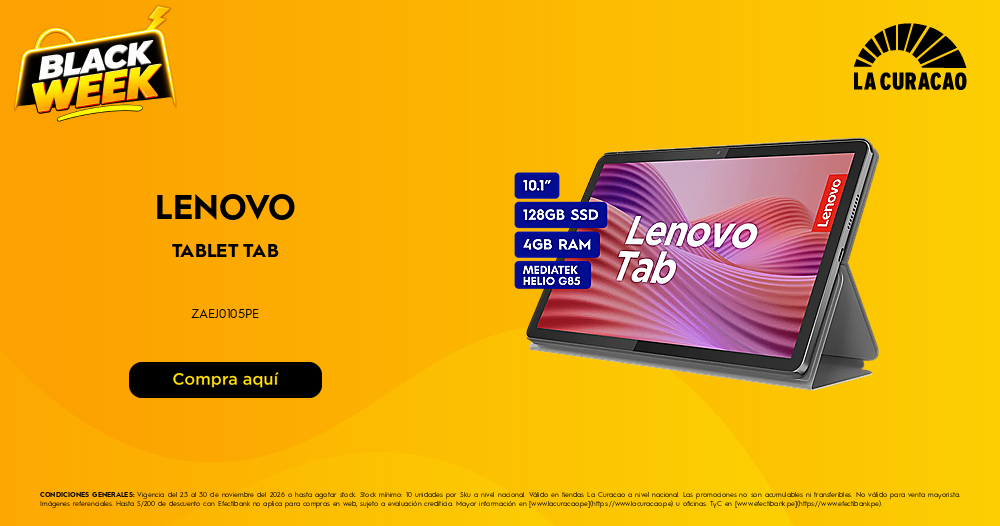 BLACK
WEEK
LA CURACAO
LENOVO
TABLET TAB
ZAEJ0105PE
Compra aquí
10.1"
128GB SSD
4GB RAM
MEDIATEK
HELIO G85
Lenovo
Tab
Lenovo
CONDICIONES GENERALES: Vigencia del 23 al 30 de noviembre del 2026 o hasta agotar stock. Stock mínimo: 10 unidades por Sku a nivel nacional. Válido en tiendas La Curacao a nivel nacional. Las promociones no son acumulables ni transferibles. No válido para venta mayorista.
Imágenes referenciales. Hasta S/200 de descuento con Efectibank no aplica para compras en web, sujeto a evaluación crediticia. Mayor información en [www.lacuracao.pe](https://www.lacuracao.pe) u oficinas. TyC en [www.efectibank.pe](https://www.efectibank.pe).